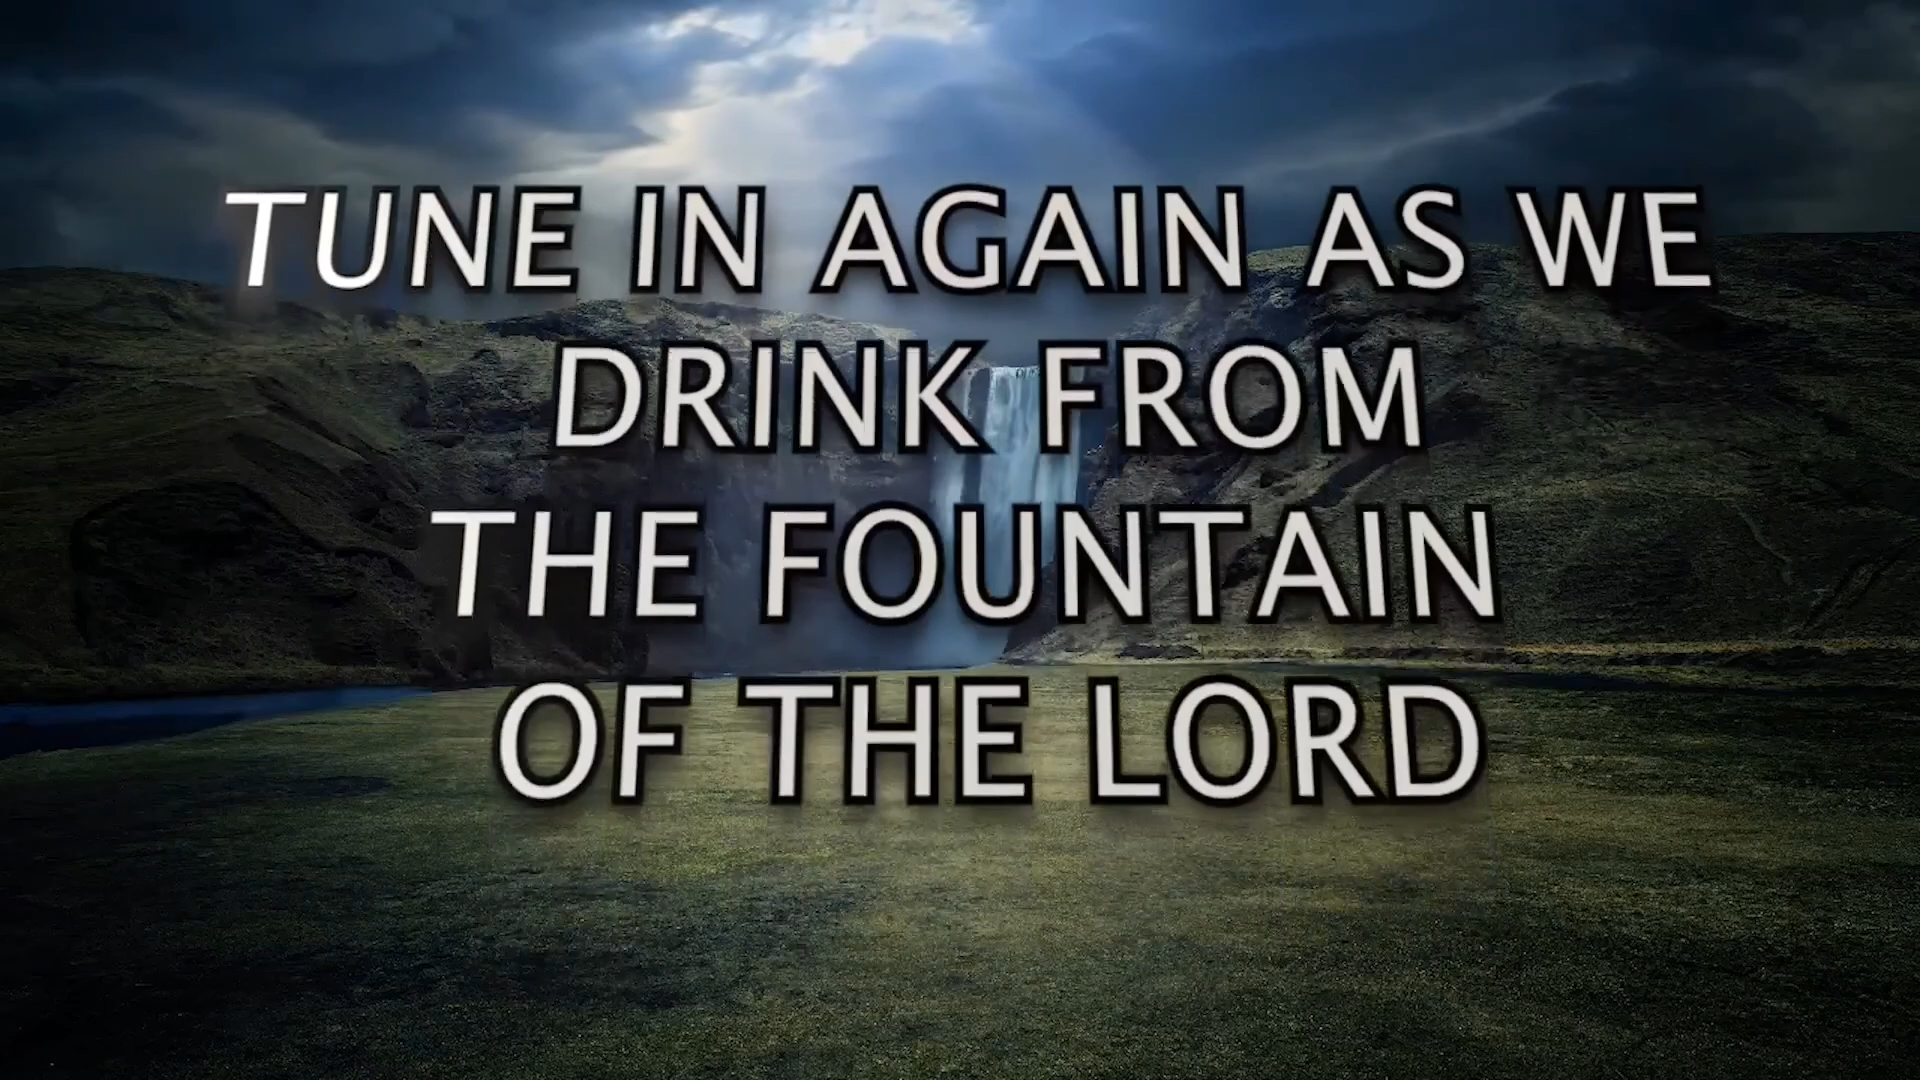 TUNE IN AGAIN AS WE
DRINK FROM
THE FOUNTAIN
OF THE LORD